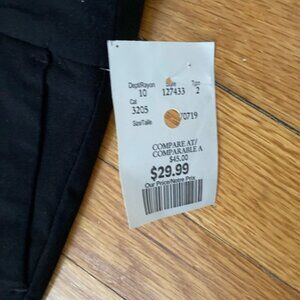 Dept/Rayon Style Type
10 127433 2
Cat
3205 70719
Size/Taille
COMPARE AT/
COMPARABLE A
$45.00
$29.99
Our Price/Notre Prix